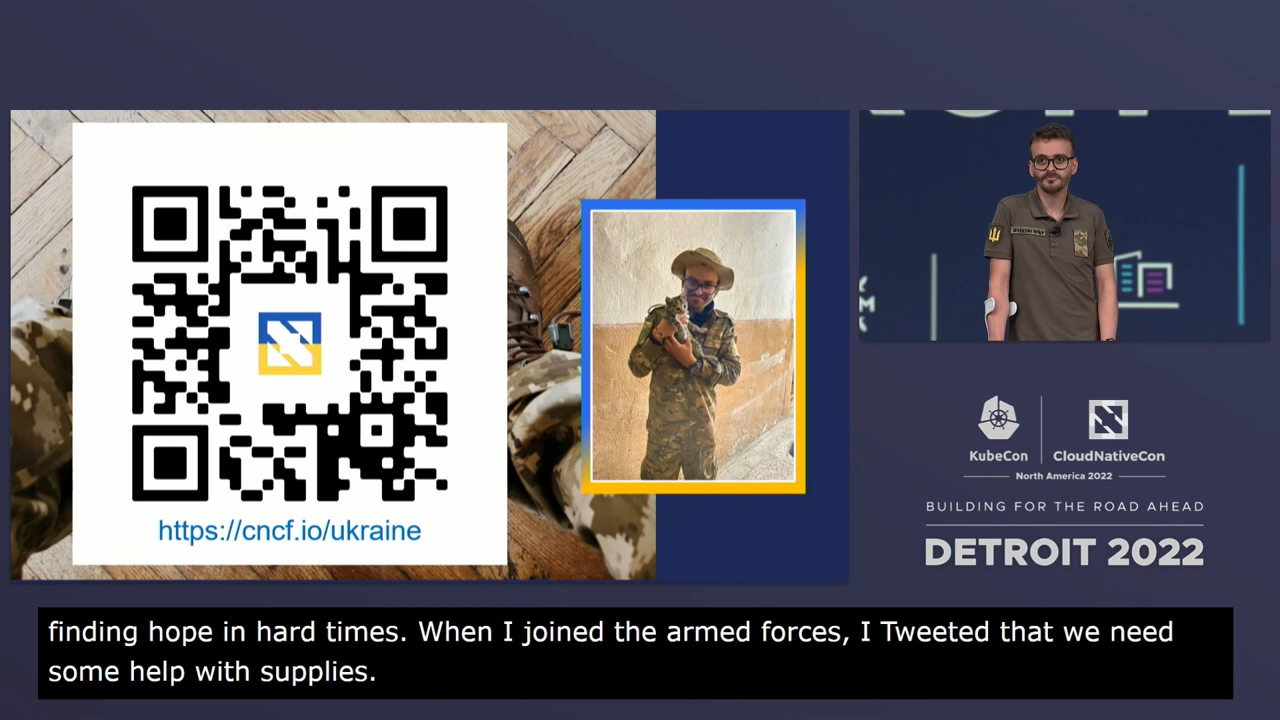 https://cncf.io/ukraine
KubeCon
CloudNativeCon
North America 2022
BUILDING FOR THE ROAD AHEAD
DETROIT 2022
finding hope in hard times. When I joined the armed forces, I Tweeted that we need
some help with supplies.